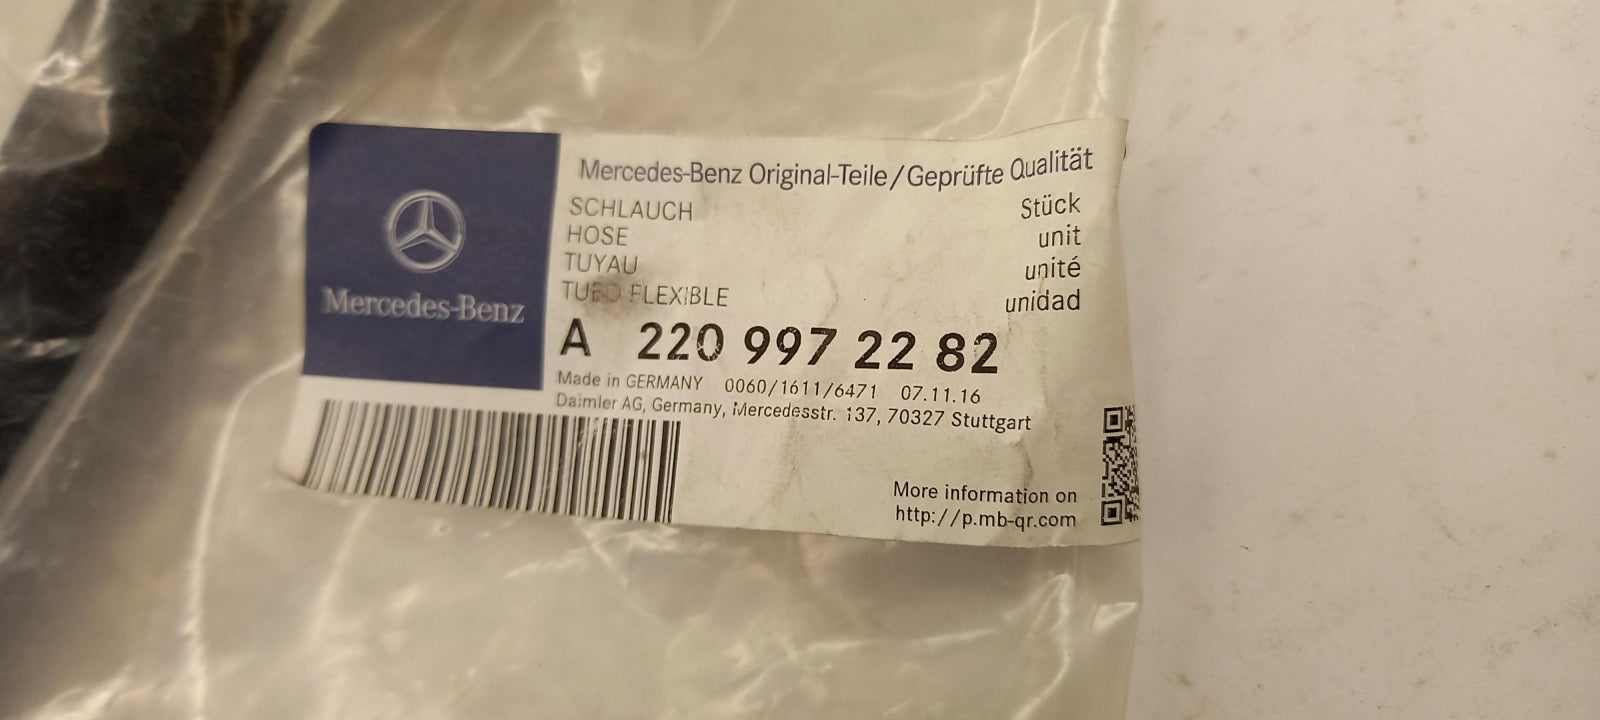 Mercedes-Benz
Mercedes-Benz Original-Teile/Geprüfte Qualität
SCHLAUCH Stück
HOSE unit
TUYAU unité
TUBO FLEXIBLE unidad
A 220 997 22 82
Made in GERMANY 0060/1611/6471 07.11.16
Daimler AG, Germany, Mercedesstr. 137, 70327 Stuttgart
More information on
http://p.mb-qr.com